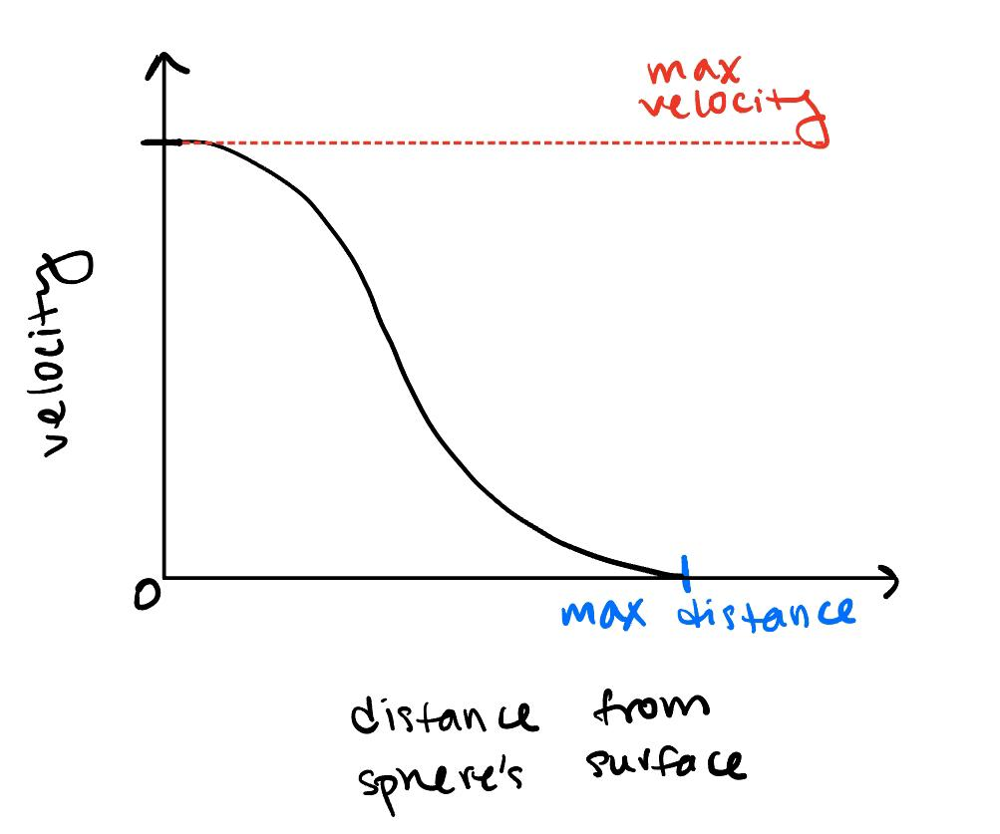 max
velocity
velocity
0
max distance
distance from
sphere's surface